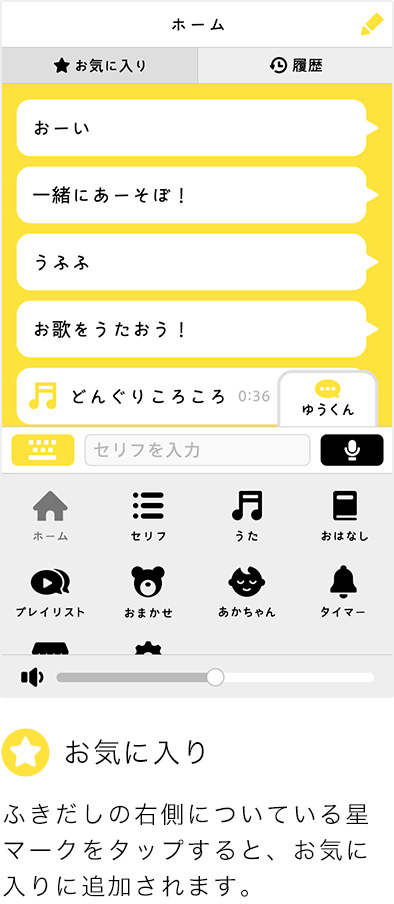 ホーム
お気に入り 履歴
おーい
一緒にあーそぼ！
うふふ
お歌をうたおう！
どんぐりころころ 0:36
ゆうくん
セリフを入力
ホーム セリフ うた おはなし
プレイリスト おまかせ あかちゃん タイマー
お気に入り
ふきだしの右側についている星
マークをタップすると、お気に
入りに追加されます。